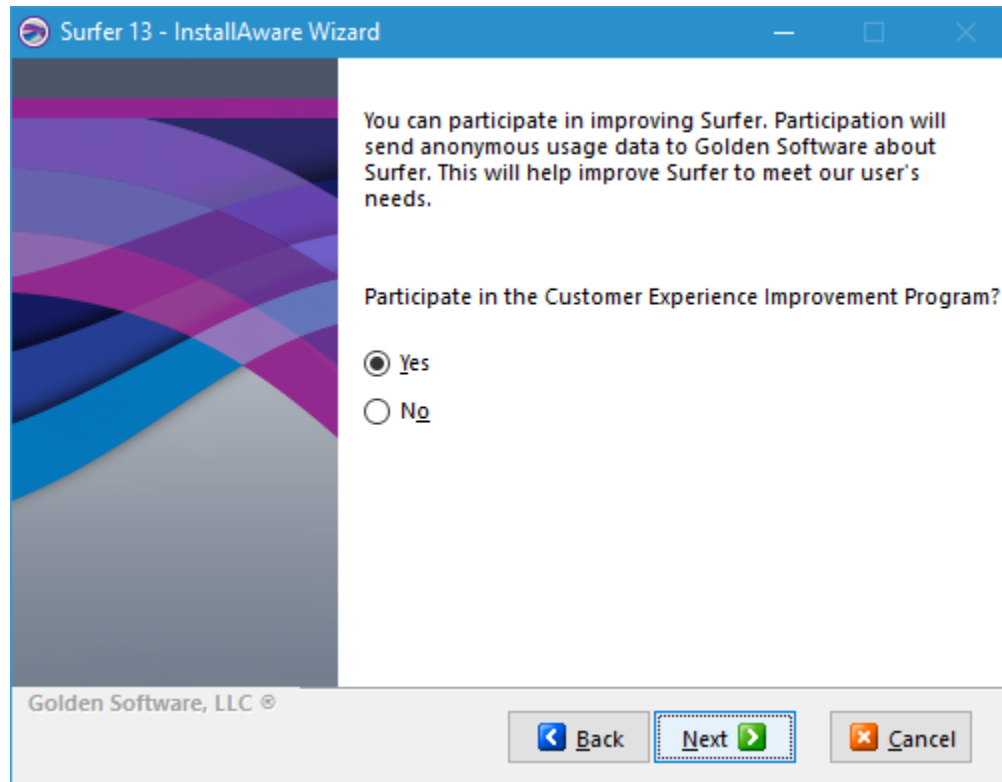 Surfer 13 - InstallAware Wizard
You can participate in improving Surfer. Participation will
send anonymous usage data to Golden Software about
Surfer. This will help improve Surfer to meet our user's
needs.
Participate in the Customer Experience Improvement Program?
Yes
No
Golden Software, LLC ®
Back
Next
Cancel